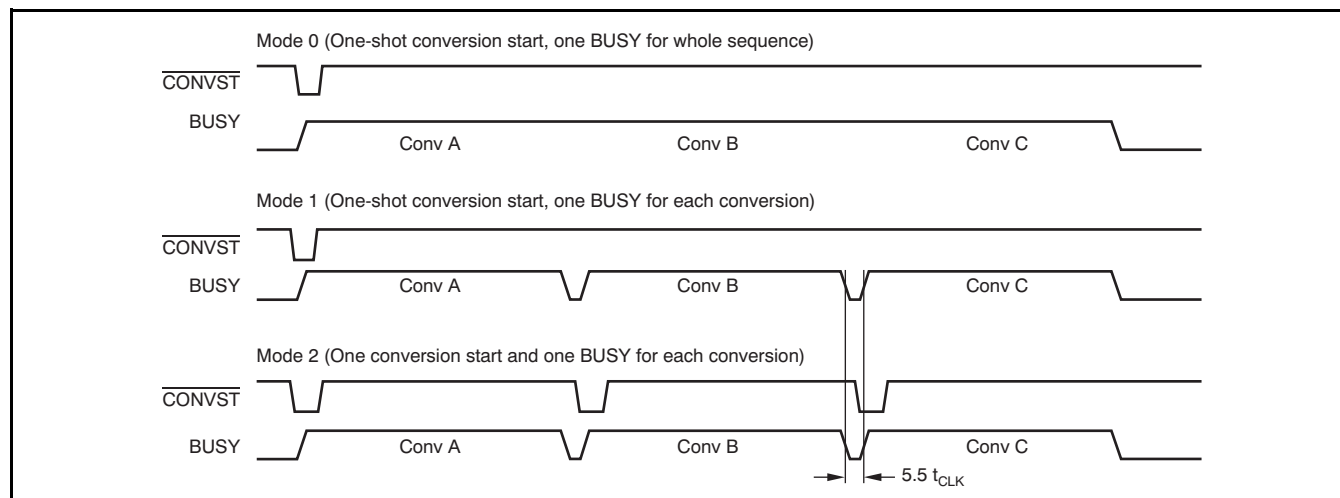 Mode 0 (One-shot conversion start, one BUSY for whole sequence)
CONVST
BUSY
Conv A Conv B Conv C
Mode 1 (One-shot conversion start, one BUSY for each conversion)
CONVST
BUSY
Conv A Conv B Conv C
Mode 2 (One conversion start and one BUSY for each conversion)
CONVST
BUSY
Conv A Conv B Conv C
5.5 tCLK